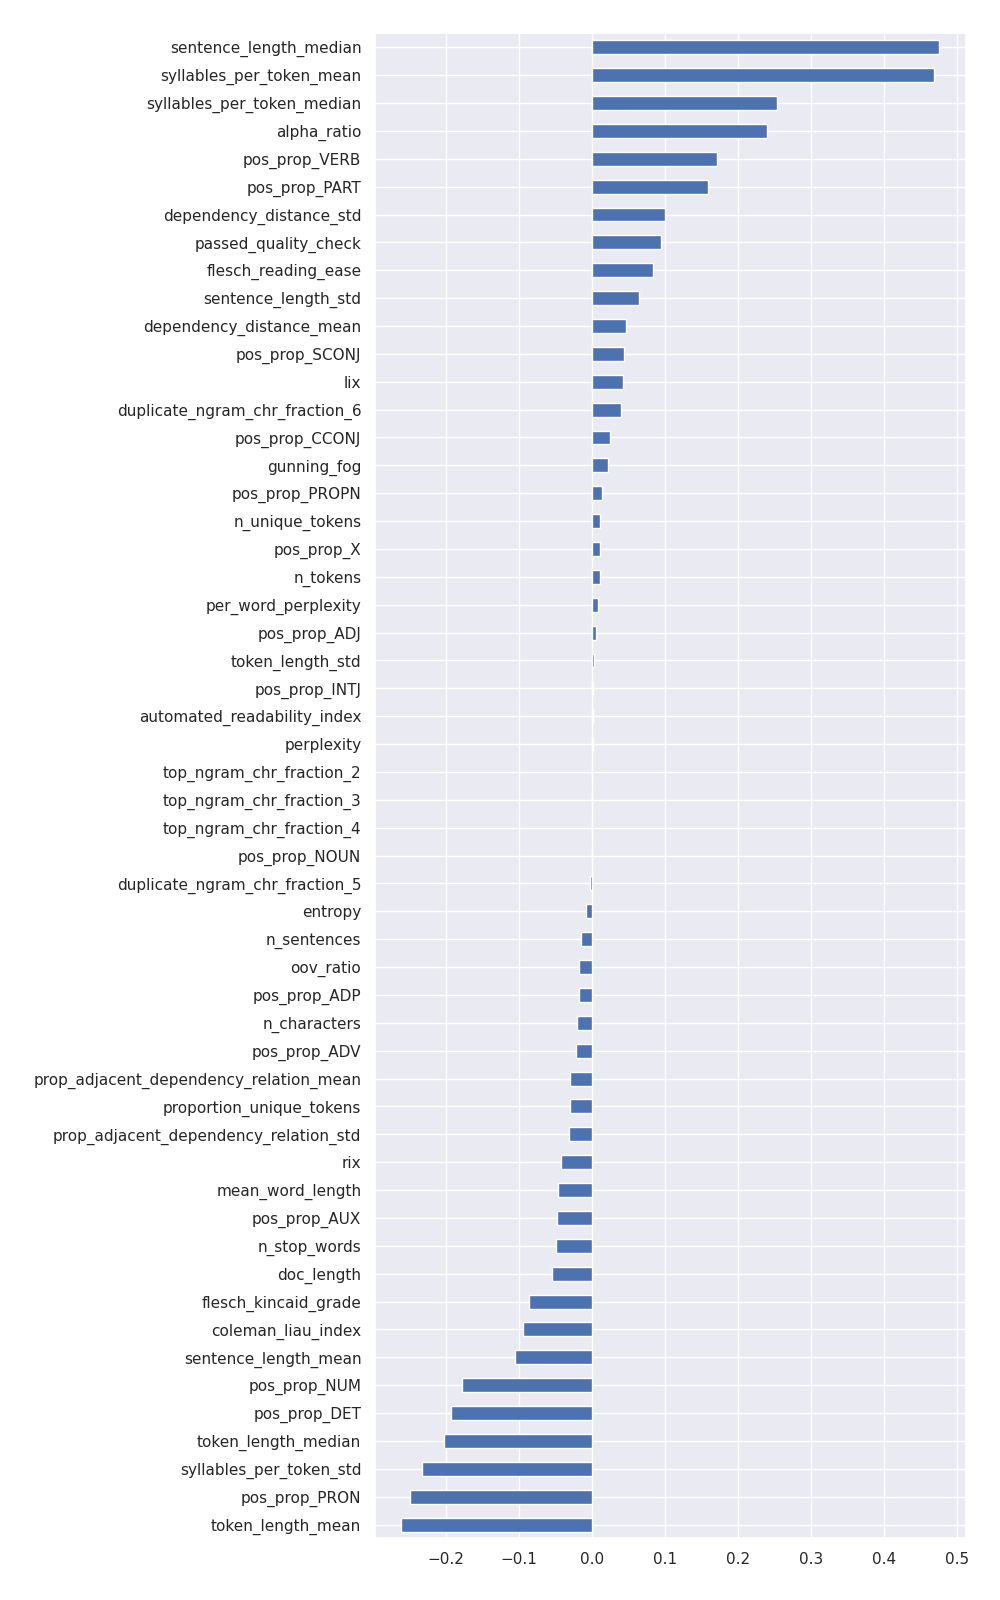 sentence_length_median
syllables_per_token_mean
syllables_per_token_median
alpha_ratio
pos_prop_VERB
pos_prop_PART
dependency_distance_std
passed_quality_check
flesch_reading_ease
sentence_length_std
dependency_distance_mean
pos_prop_SCONJ
lix
duplicate_ngram_chr_fraction_6
pos_prop_CCONJ
gunning_fog
pos_prop_PROPN
n_unique_tokens
pos_prop_X
n_tokens
per_word_perplexity
pos_prop_ADJ
token_length_std
pos_prop_INTJ
automated_readability_index
perplexity
top_ngram_chr_fraction_2
top_ngram_chr_fraction_3
top_ngram_chr_fraction_4
pos_prop_NOUN
duplicate_ngram_chr_fraction_5
entropy
n_sentences
oov_ratio
pos_prop_ADP
n_characters
pos_prop_ADV
prop_adjacent_dependency_relation_mean
proportion_unique_tokens
prop_adjacent_dependency_relation_std
rix
mean_word_length
pos_prop_AUX
n_stop_words
doc_length
flesch_kincaid_grade
coleman_liau_index
sentence_length_mean
pos_prop_NUM
pos_prop_DET
token_length_median
syllables_per_token_std
pos_prop_PRON
token_length_mean
−0.2 −0.1 0.0 0.1 0.2 0.3 0.4 0.5